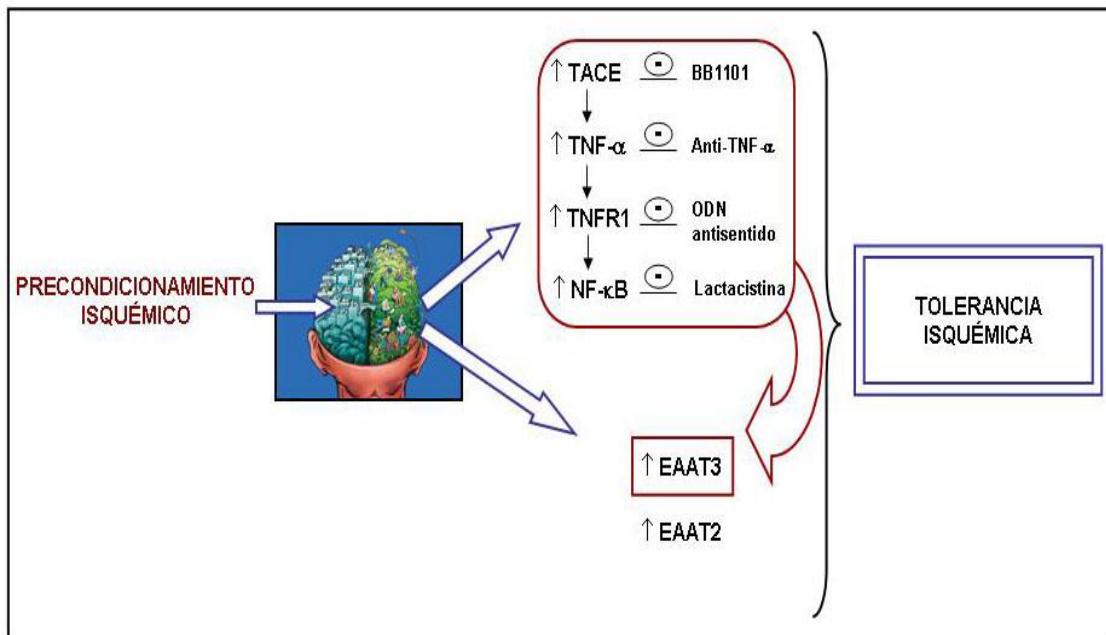 ↑ TACE BB1101
↑ TNF-α Anti-TNF-α
↑ TNFR1 ODN
antisentido
↑ NF-κB Lactacistina
PRECONDICIONAMIENTO
ISQUÉMICO
TOLERANCIA
ISQUÉMICA
↑ EAAT3
↑ EAAT2